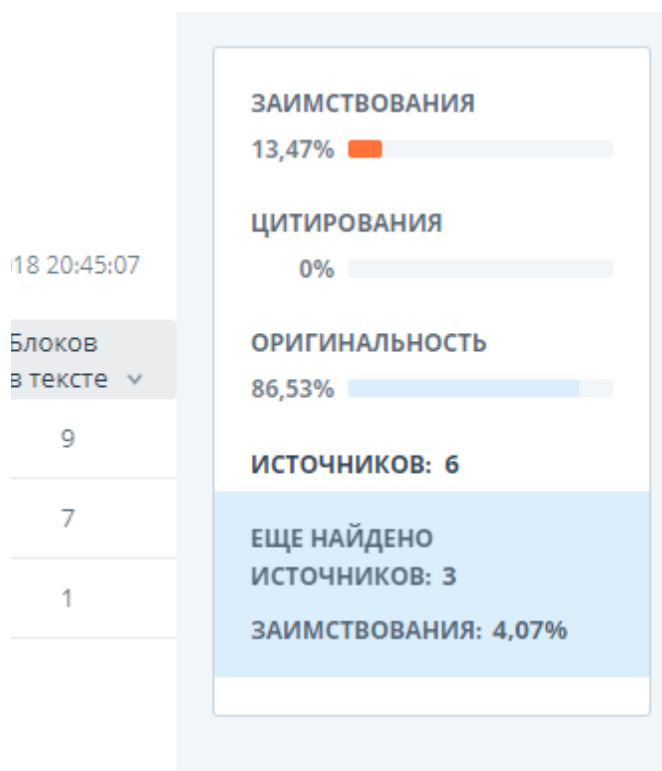 ЗАИМСТВОВАНИЯ
13,47%
ЦИТИРОВАНИЯ
0%
ОРИГИНАЛЬНОСТЬ
86,53%
ИСТОЧНИКОВ: 6
ЕЩЕ НАЙДЕНО
ИСТОЧНИКОВ: 3
ЗАИМСТВОВАНИЯ: 4,07%
18 20:45:07
Блоков
в тексте
9
7
1